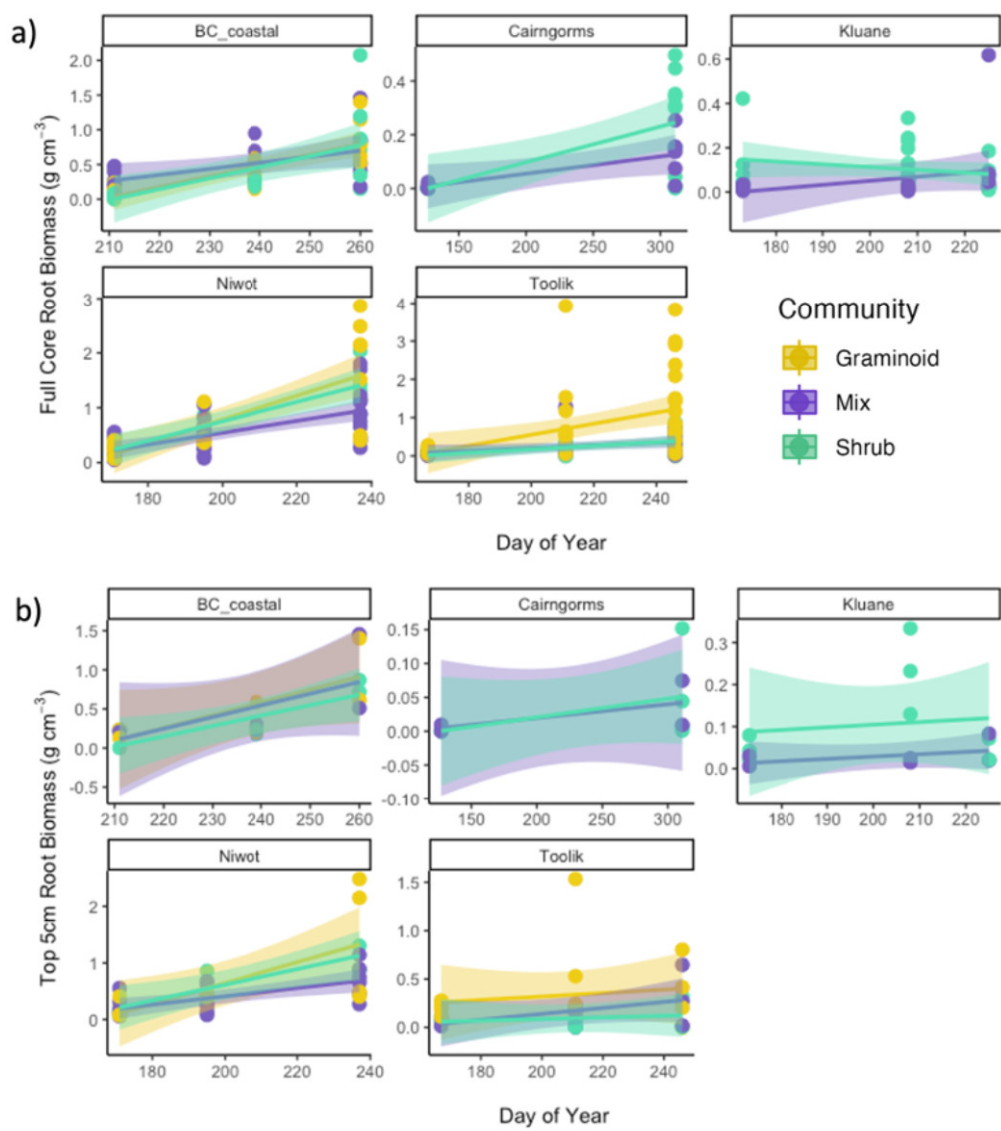 a)
BC_coastal Cairngorms Kluane
2.0 0.6
1.5 0.4
1.0 0.4
0.5 0.2 0.2
0.0 0.0 0.0
210 220 230 240 250 260 150 200 250 300 180 190 200 210 220
Full Core Root Biomass (g cm⁻³)
Niwot Toolik
3 4
2 3
2
1 1
0 0
180 200 220 240 180 200 220 240
Day of Year
Community
Graminoid
Mix
Shrub
b)
BC_coastal Cairngorms Kluane
1.5 0.15 0.3
1.0 0.10
0.2
0.5 0.05
0.0 0.00 0.1
-0.5 -0.05 0.0
-0.10
210 220 230 240 250 260 150 200 250 300 180 190 200 210 220
Top 5cm Root Biomass (g cm⁻³)
Niwot Toolik
1.5
2 1.0
1 0.5
0 0.0
180 200 220 240 180 200 220 240
Day of Year